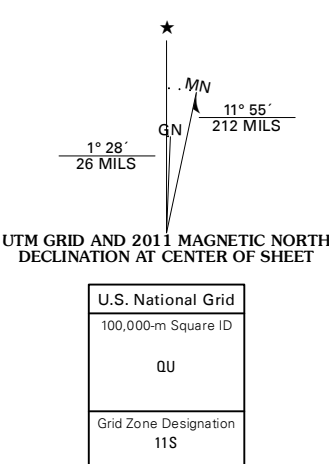 ★
MN
GN
11° 55´
212 MILS
1° 28´
26 MILS
UTM GRID AND 2011 MAGNETIC NORTH
DECLINATION AT CENTER OF SHEET
U.S. National Grid
100,000-m Square ID
QU
Grid Zone Designation
11S